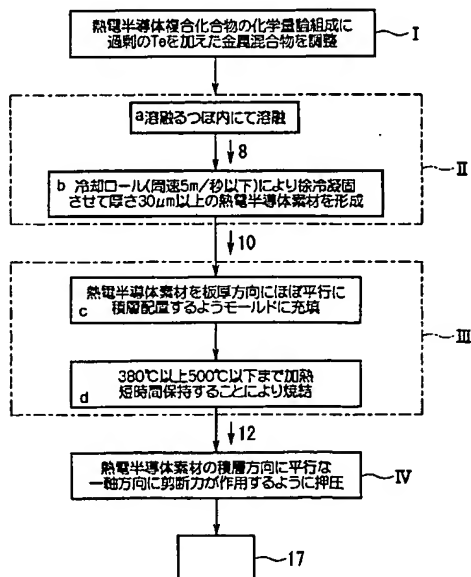 熱電半導体複合化合物の化学量論組成に
過剰のTeを加えた金属混合物を調整
I
a溶融るつぼ内にて溶融
8
II
b 冷却ロール(周速5m/秒以下)により徐冷凝固
させて厚さ30μm以上の熱電半導体素材を形成
10
熱電半導体素材を板厚方向にほぼ平行に
c 積層配置するようモールドに充填
III
380℃以上500℃以下まで加熱
d 短時間保持することにより焼結
12
熱電半導体素材の積層方向に平行な
一軸方向に剪断力が作用するように押圧
IV
17